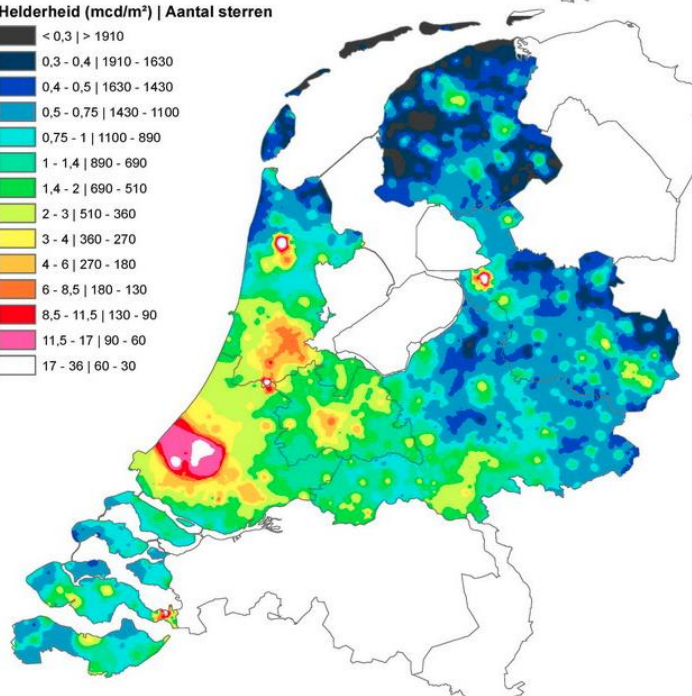 Helderheid (mcd/m²) | Aantal sterren
< 0,3 | > 1910
0,3 - 0,4 | 1910 - 1630
0,4 - 0,5 | 1630 - 1430
0,5 - 0,75 | 1430 - 1100
0,75 - 1 | 1100 - 890
1 - 1,4 | 890 - 690
1,4 - 2 | 690 - 510
2 - 3 | 510 - 360
3 - 4 | 360 - 270
4 - 6 | 270 - 180
6 - 8,5 | 180 - 130
8,5 - 11,5 | 130 - 90
11,5 - 17 | 90 - 60
17 - 36 | 60 - 30